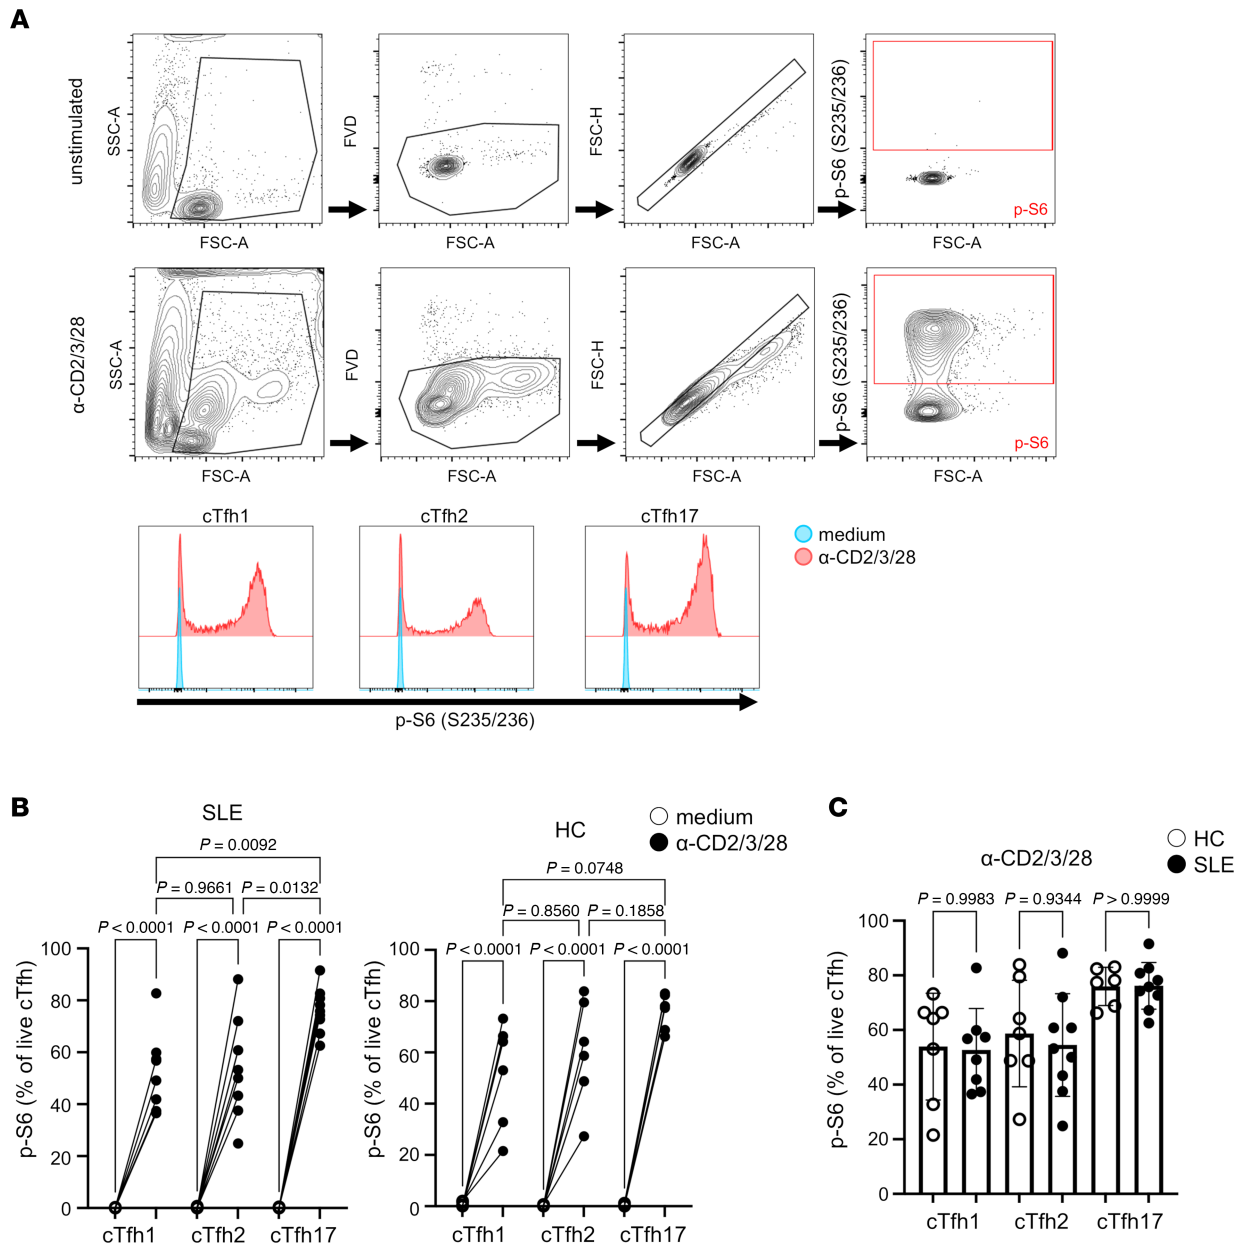 A
unstimulated
SSC-A
FSC-A
FVD
FSC-A
FSC-H
FSC-A
p-S6 (S235/236)
p-S6
FSC-A
α-CD2/3/28
SSC-A
FSC-A
FVD
FSC-A
FSC-H
FSC-A
p-S6 (S235/236)
p-S6
FSC-A
cTfh1
cTfh2
cTfh17
medium
α-CD2/3/28
p-S6 (S235/236)
B
SLE
P = 0.0092
P = 0.9661
P = 0.0132
P < 0.0001
P < 0.0001
P < 0.0001
p-S6 (% of live cTfh)
100
80
60
40
20
0
cTfh1
cTfh2
cTfh17
HC
medium
α-CD2/3/28
P = 0.0748
P = 0.8560
P = 0.1858
P < 0.0001
P < 0.0001
P < 0.0001
p-S6 (% of live cTfh)
100
80
60
40
20
0
cTfh1
cTfh2
cTfh17
C
HC
SLE
α-CD2/3/28
P = 0.9983
P = 0.9344
P > 0.9999
p-S6 (% of live cTfh)
100
80
60
40
20
0
cTfh1
cTfh2
cTfh17